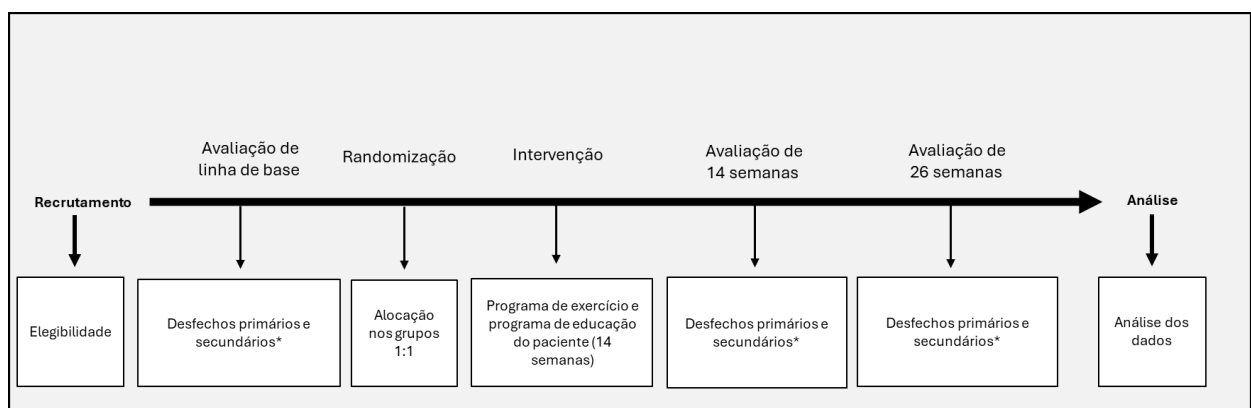 Avaliação de
linha de base
Randomização
Intervenção
Avaliação de
14 semanas
Avaliação de
26 semanas
Recrutamento
Análise
Elegibilidade
Desfechos primários e
secundários*
Alocação
nos grupos
1:1
Programa de exercício e
programa de educação
do paciente (14
semanas)
Desfechos primários e
secundários*
Desfechos primários e
secundários*
Análise dos
dados